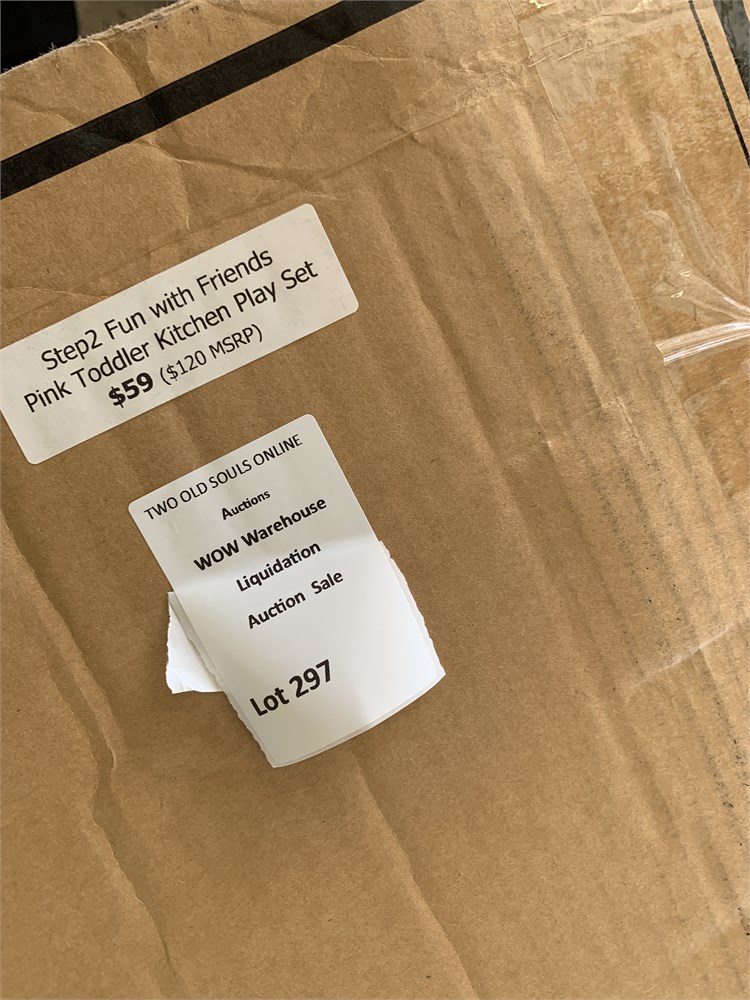 Step2 Fun with Friends
Pink Toddler Kitchen Play Set
$59 ($120 MSRP)
TWO OLD SOULS ONLINE
Auctions
WOW Warehouse
Liquidation
Auction Sale
Lot 297